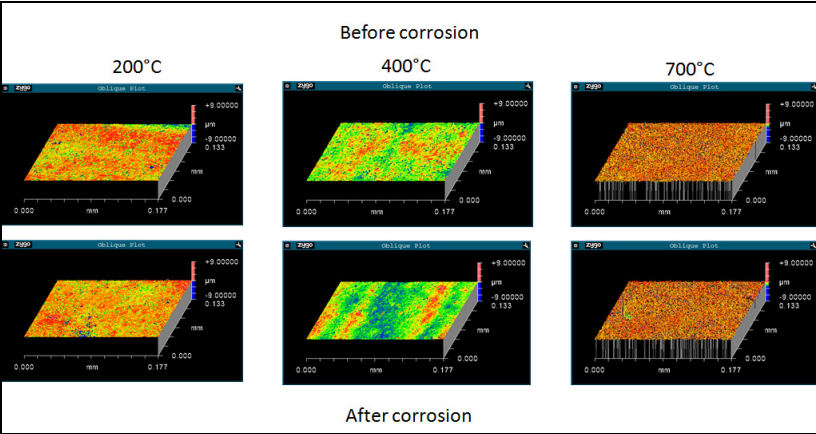 Before corrosion
200°C
400°C
700°C
zygo Oblique Plot
+9.00000
µm
-9.00000
0.133
mm
0.000
0.000 mm 0.177
zygo Oblique Plot
+9.00000
µm
-9.00000
0.133
mm
0.000
0.000 mm 0.177
zygo Oblique Plot
+9.00000
µm
-9.00000
0.133
mm
0.000
0.000 mm 0.177
zygo Oblique Plot
+9.00000
µm
-9.00000
0.133
mm
0.000
0.000 mm 0.177
zygo Oblique Plot
+9.00000
µm
-9.00000
0.133
mm
0.000
0.000 mm 0.177
zygo Oblique Plot
+9.00000
µm
-9.00000
0.133
mm
0.000
0.000 mm 0.177
After corrosion